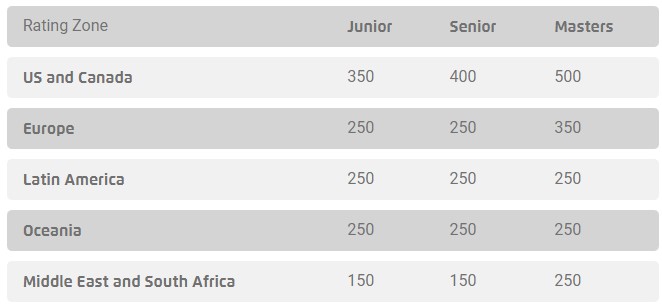 Rating Zone Junior Senior Masters
US and Canada 350 400 500
Europe 250 250 350
Latin America 250 250 250
Oceania 250 250 250
Middle East and South Africa 150 150 250